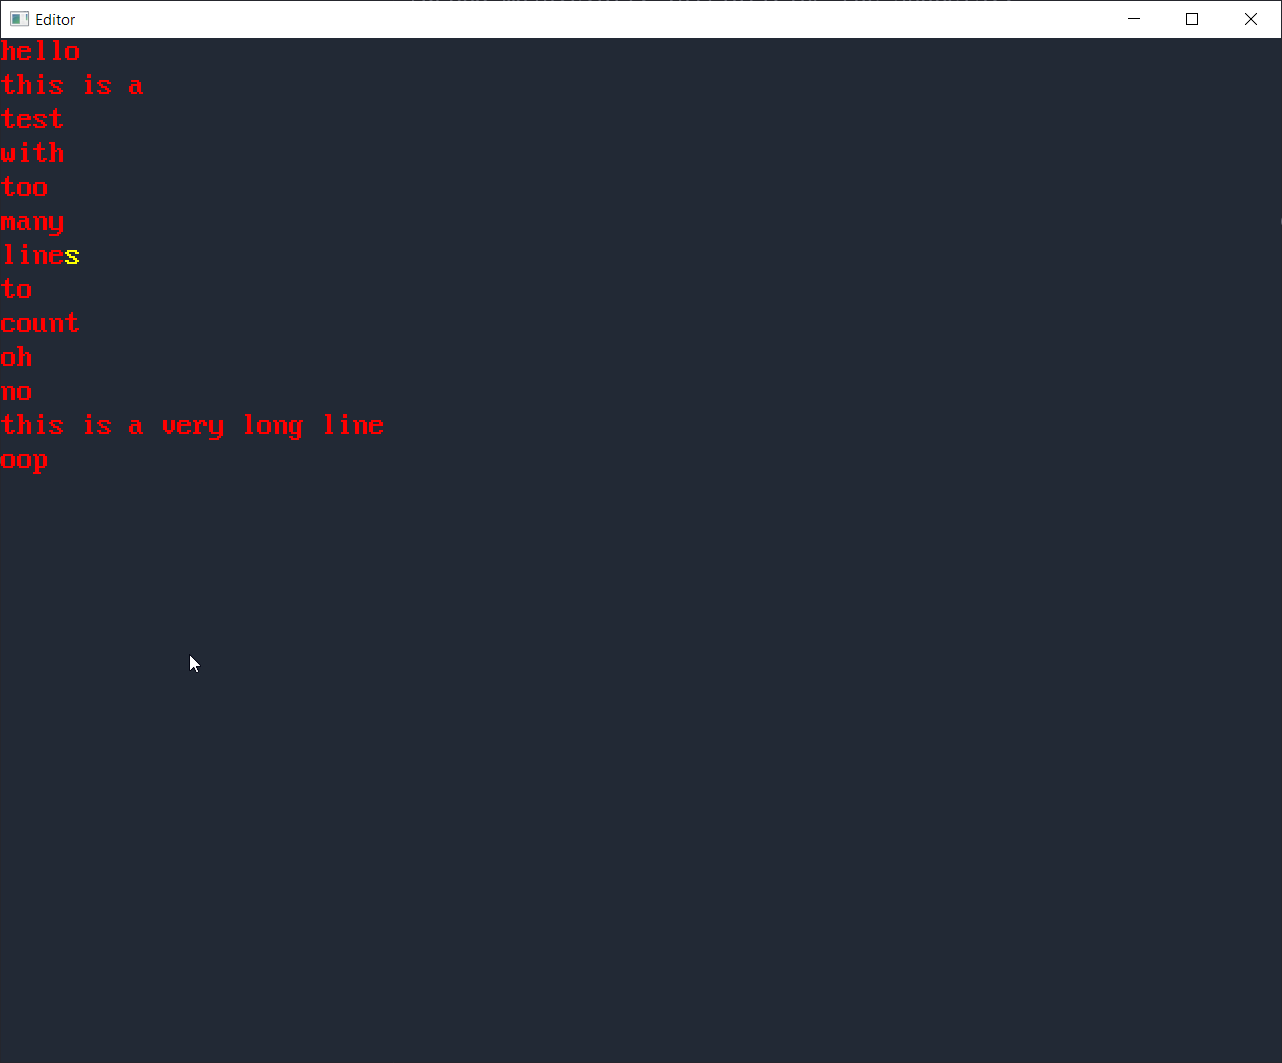 Editor
hello
this is a
test
with
too
many
lines
to
count
oh
no
this is a very long line
oop